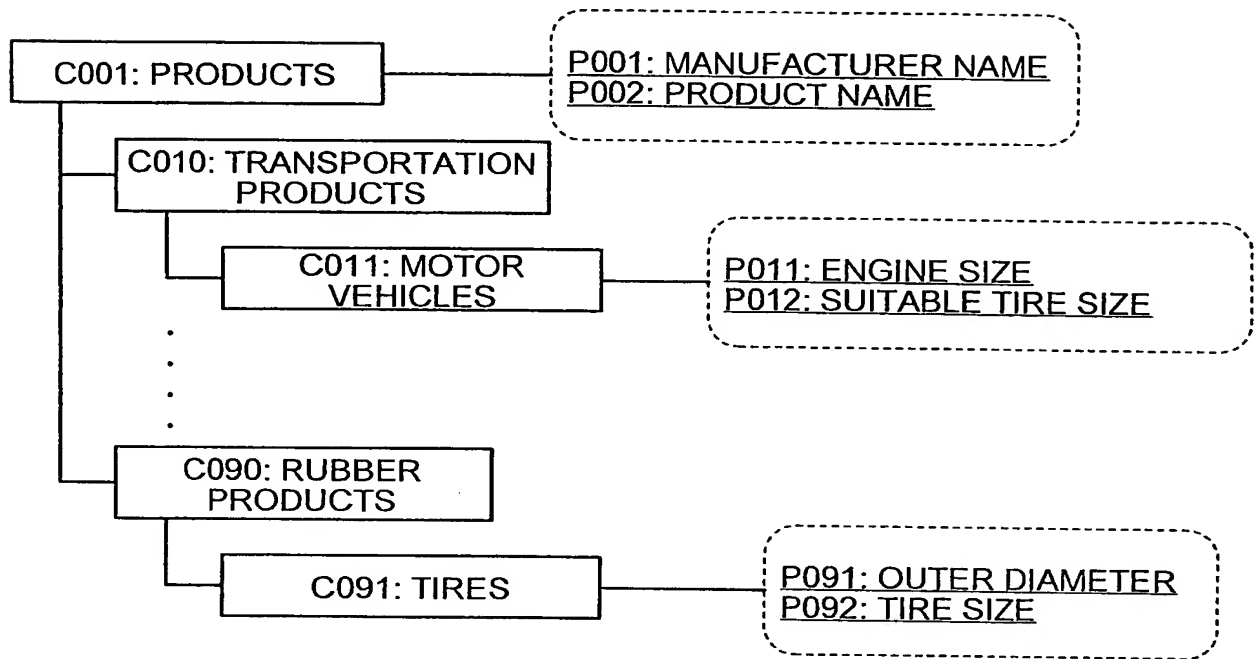 C001: PRODUCTS
P001: MANUFACTURER NAME
P002: PRODUCT NAME
C010: TRANSPORTATION
PRODUCTS
C011: MOTOR
VEHICLES
P011: ENGINE SIZE
P012: SUITABLE TIRE SIZE
C090: RUBBER
PRODUCTS
C091: TIRES
P091: OUTER DIAMETER
P092: TIRE SIZE